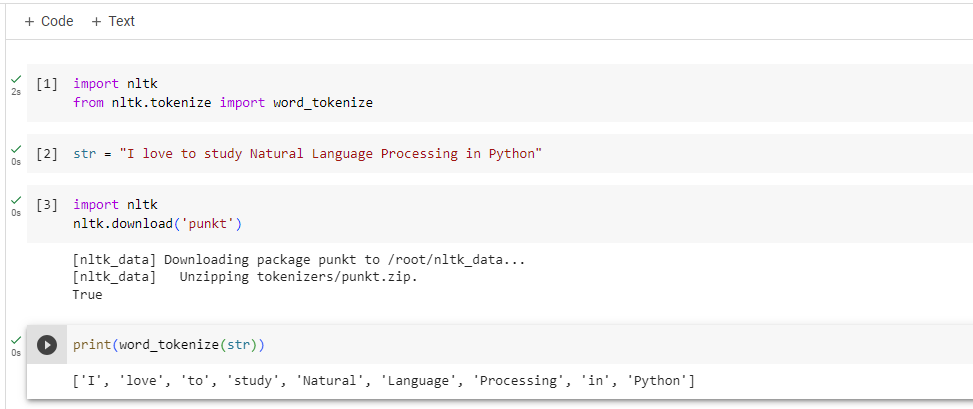 + Code + Text
2s
[1] import nltk
from nltk.tokenize import word_tokenize
0s
[2] str = "I love to study Natural Language Processing in Python"
0s
[3] import nltk
nltk.download('punkt')
[nltk_data] Downloading package punkt to /root/nltk_data...
[nltk_data]   Unzipping tokenizers/punkt.zip.
True
0s
print(word_tokenize(str))
['I', 'love', 'to', 'study', 'Natural', 'Language', 'Processing', 'in', 'Python']